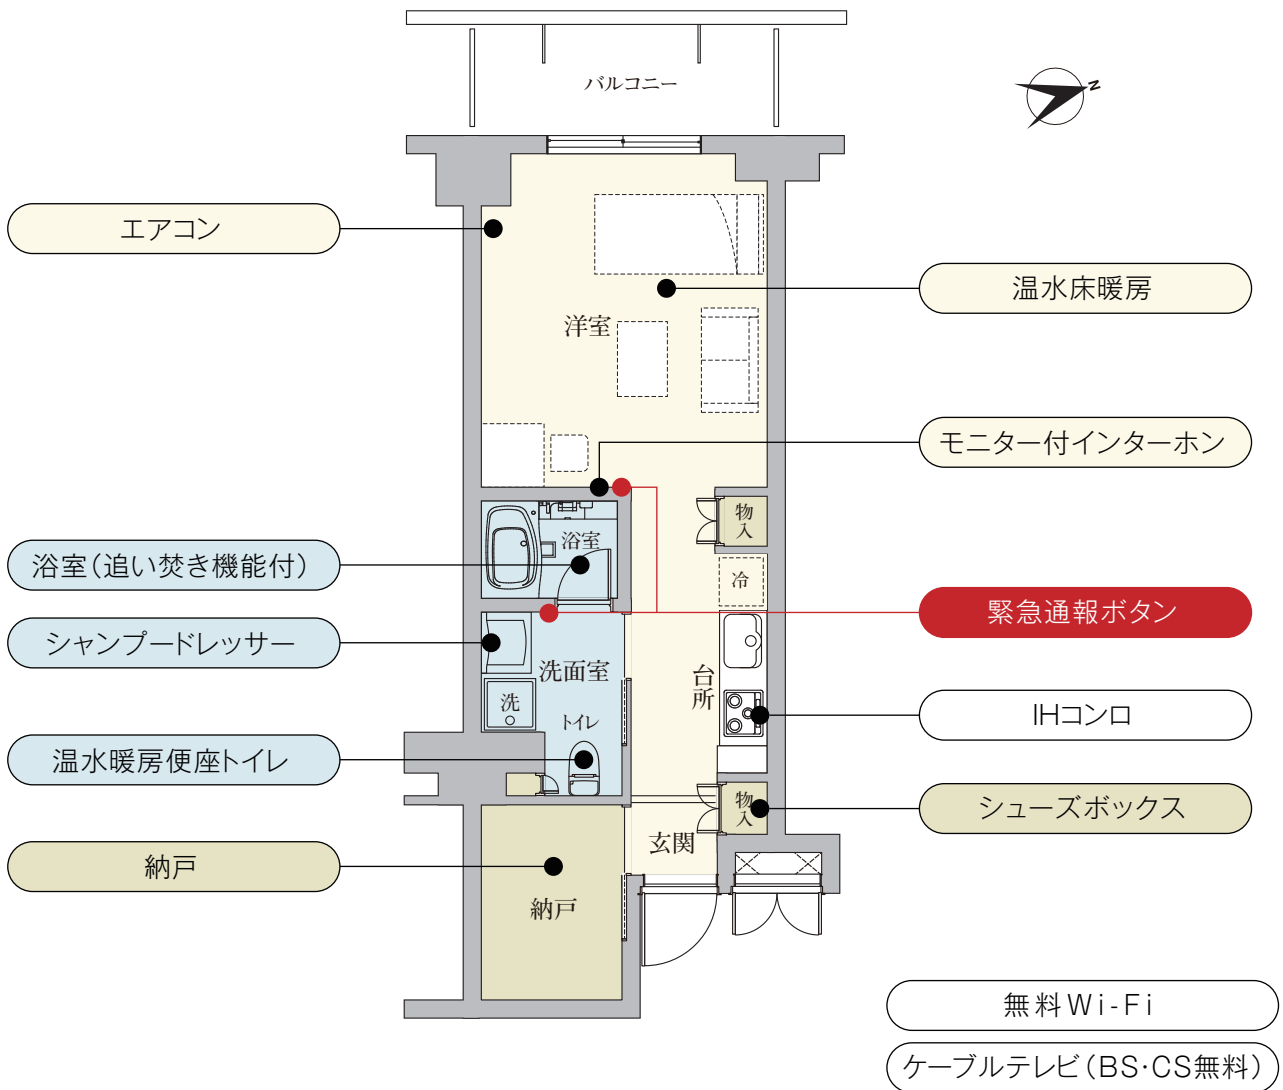 バルコニー
N
エアコン
温水床暖房
洋室
モニター付インターホン
物入
浴室
浴室(追い焚き機能付)
冷
緊急通報ボタン
シャンプードレッサー
洗面室
台所
洗
トイレ
IHコンロ
温水暖房便座トイレ
物入
シューズボックス
玄関
納戸
納戸
無料Wi-Fi
ケーブルテレビ(BS・CS無料)